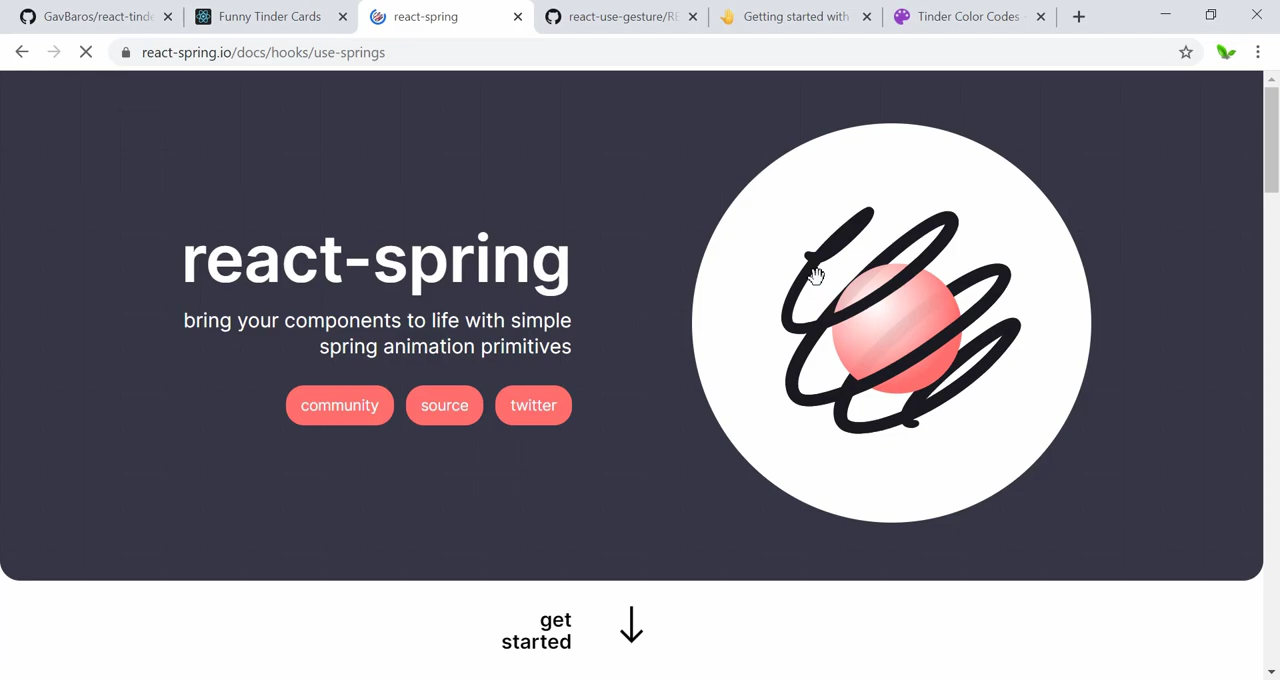 GavBaros/react-tind
Funny Tinder Cards
react-spring
react-use-gesture/RE
Getting started with
Tinder Color Codes
react-spring.io/docs/hooks/use-springs
react-spring
bring your components to life with simple
spring animation primitives
community
source
twitter
get
started